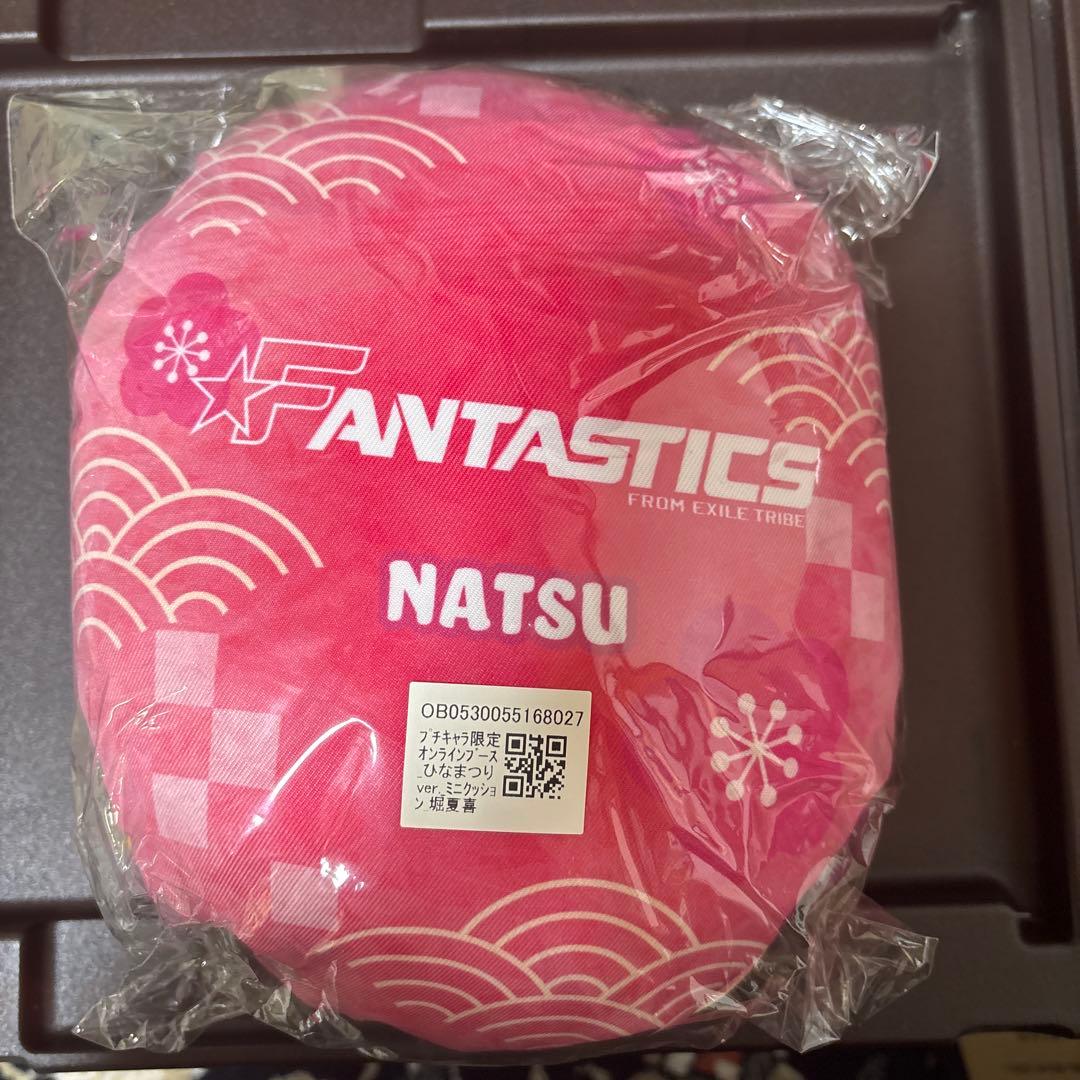 FANTASTICS
FROM EXILE TRIBE
NATSU
OB0530055168027
プチキャラ限定
オンラインブース
_ひなまつり
ver._ミニクッショ
ン_堀夏喜